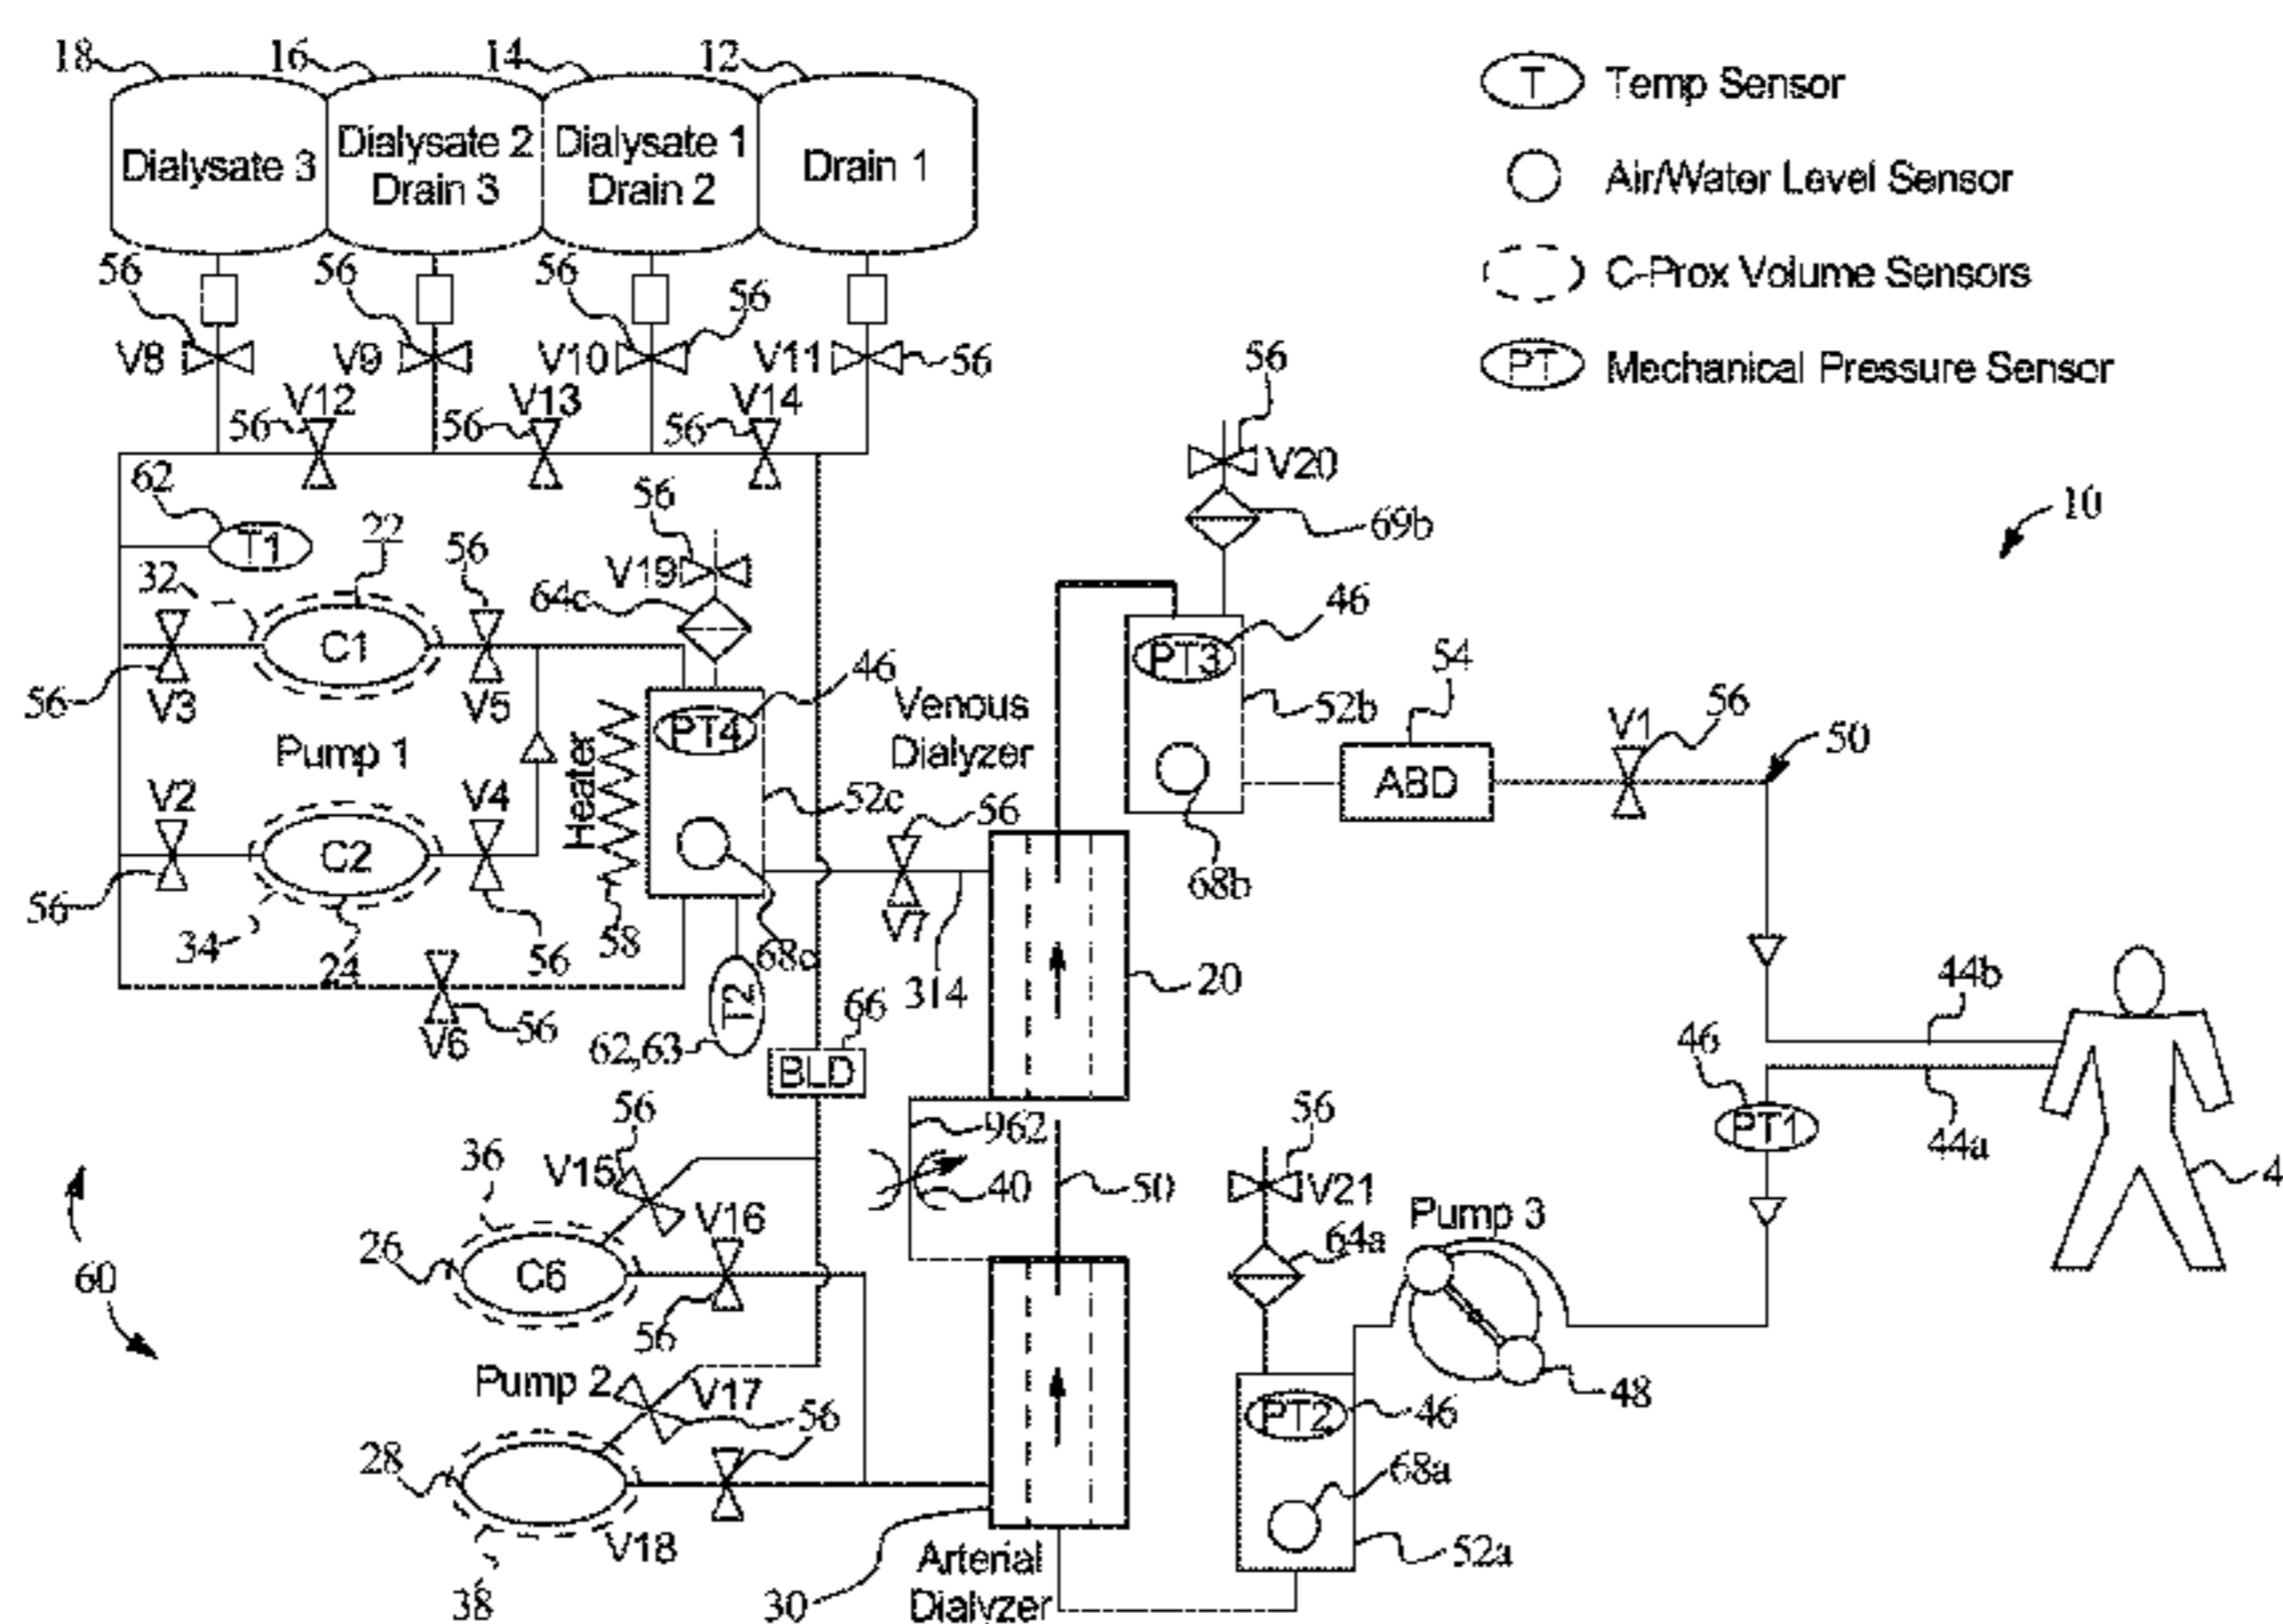 18
16
14
12
Dialysate 3
Dialysate 2
Drain 3
Dialysate 1
Drain 2
Drain 1
T Temp Sensor
Air/Water Level Sensor
C-Prox Volume Sensors
PT Mechanical Pressure Sensor
56
56
56
56
V8
V9
V10
V11
56
V12
V13
V14
56
56
56
56
V20
69b
10
62
T1
22
56
56
V19
64c
32
C1
56
V3
V5
46
PT4
Venous
Dialyzer
46
PT3
52b
54
ABD
V1
56
50
Pump 1
Heater
V2
V4
52c
56
C2
56
34
24
56
58
68c
V7
314
68b
20
V6
56
T2
62,63
66
BLD
44b
46
PT1
44a
4
962
40
50
56
V21
64a
Pump 3
48
56
36
V15
V16
26
C6
56
60
Pump 2
V17
56
28
V18
38
30
Arterial
Dialyzer
PT2
46
68a
52a